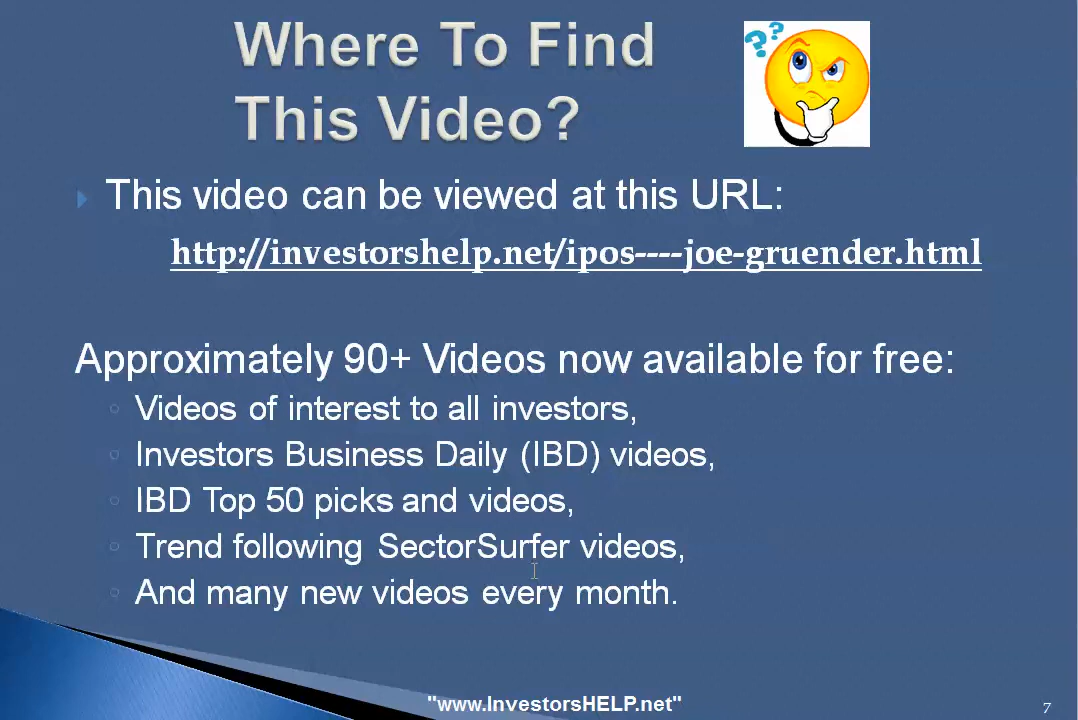 Where To Find
This Video?
This video can be viewed at this URL:
http://investorshelp.net/ipos----joe-gruender.html
Approximately 90+ Videos now available for free:
Videos of interest to all investors,
Investors Business Daily (IBD) videos,
IBD Top 50 picks and videos,
Trend following SectorSurfer videos,
And many new videos every month.
"www.InvestorsHELP.net"
7